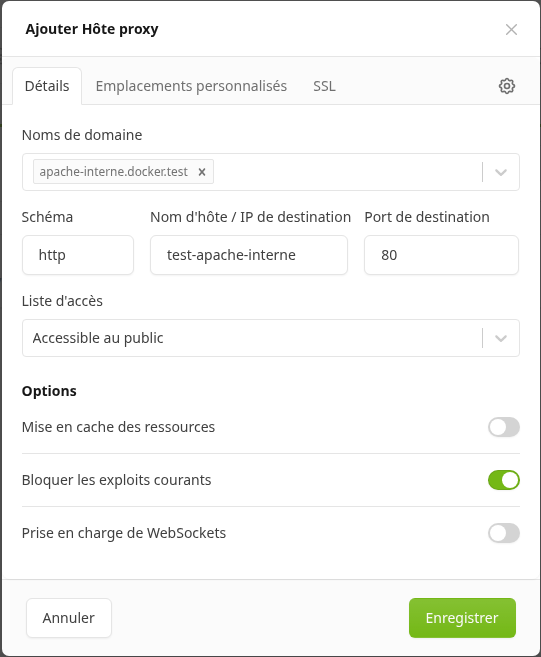 Ajouter Hôte proxy
Détails Emplacements personnalisés SSL
Noms de domaine
apache-interne.docker.test
Schéma Nom d'hôte / IP de destination Port de destination
http test-apache-interne 80
Liste d'accès
Accessible au public
Options
Mise en cache des ressources
Bloquer les exploits courants
Prise en charge de WebSockets
Annuler Enregistrer